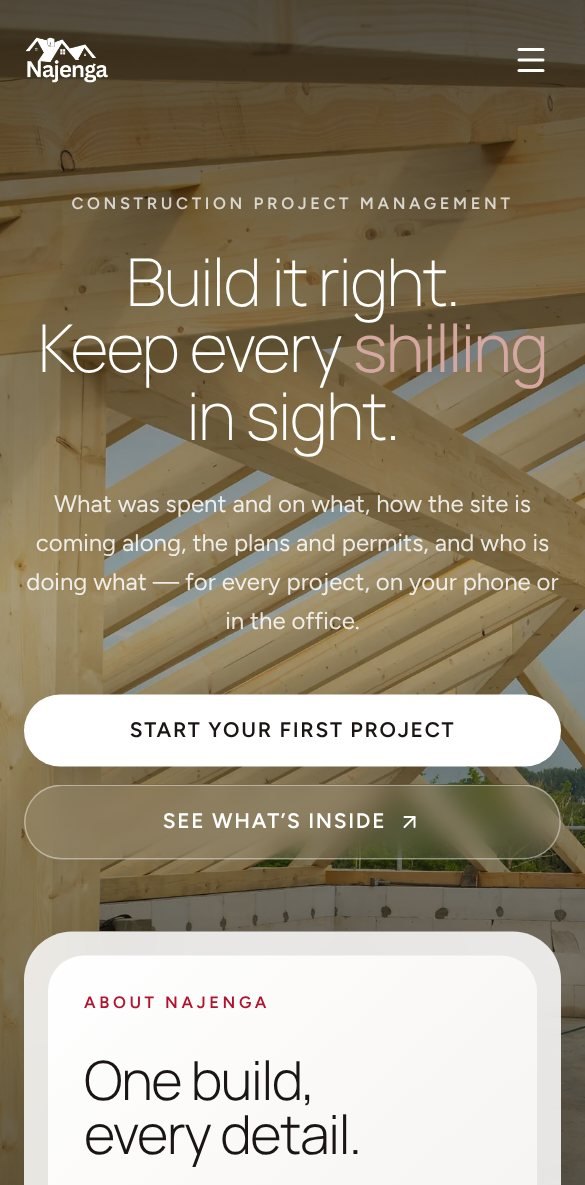 Najenga
CONSTRUCTION PROJECT MANAGEMENT
Build it right.
Keep every shilling
in sight.
What was spent and on what, how the site is
coming along, the plans and permits, and who is
doing what — for every project, on your phone or
in the office.
START YOUR FIRST PROJECT
SEE WHAT’S INSIDE
ABOUT NAJENGA
One build,
every detail.